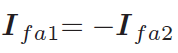 I_{fa1} = -I_{fa2}